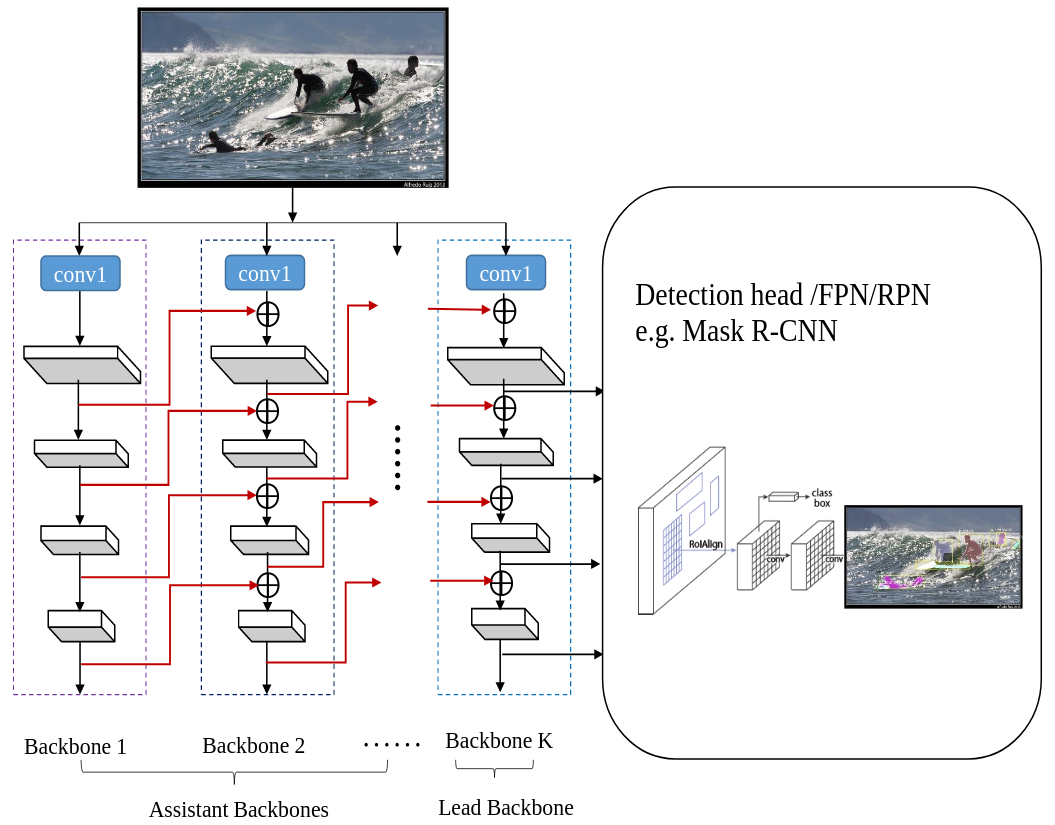 Alfredo Ruiz 2013
conv1
conv1
conv1
Detection head /FPN/RPN
e.g. Mask R-CNN
class
box
RoIAlign
conv
conv
Backbone 1
Backbone 2
......
Backbone K
Assistant Backbones
Lead Backbone